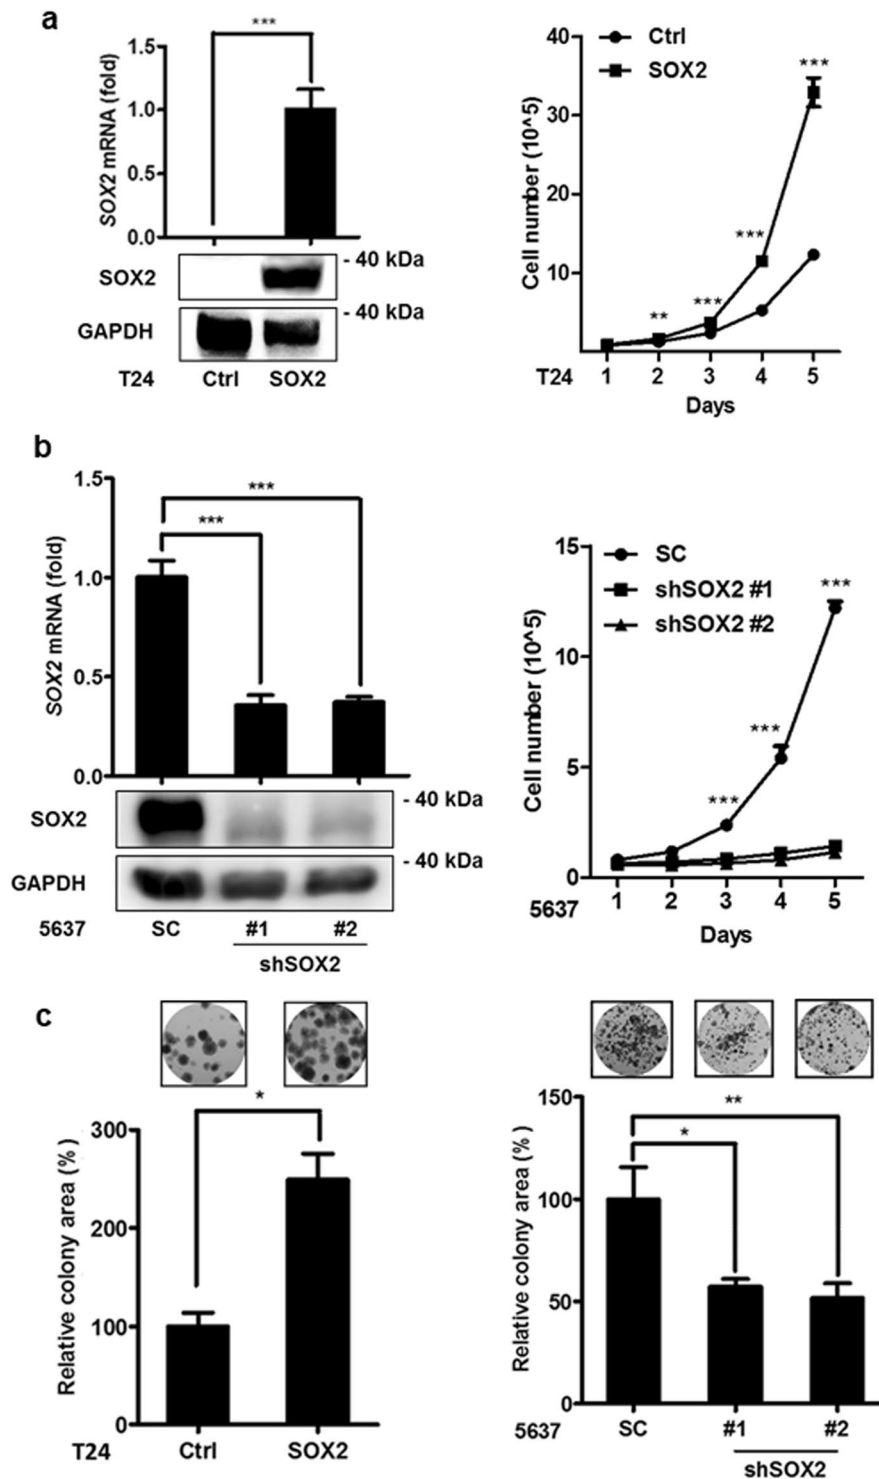 a
***
SOX2 mRNA (fold)
1.5
1.0
0.5
0.0
SOX2
- 40 kDa
GAPDH
- 40 kDa
T24 Ctrl SOX2
Ctrl
SOX2
Cell number (10^5)
40
30
20
10
**
***
***
***
T24 1 2 3 4 5
Days
b
SOX2 mRNA (fold)
1.5
1.0
0.5
0.0
***
***
SOX2
- 40 kDa
GAPDH
- 40 kDa
5637 SC #1 #2
shSOX2
SC
shSOX2 #1
shSOX2 #2
Cell number (10^5)
15
10
5
0
***
***
***
5637 1 2 3 4 5
Days
c
*
Relative colony area (%)
300
200
100
0
T24 Ctrl SOX2
Relative colony area (%)
150
100
50
0
**
*
5637 SC #1 #2
shSOX2